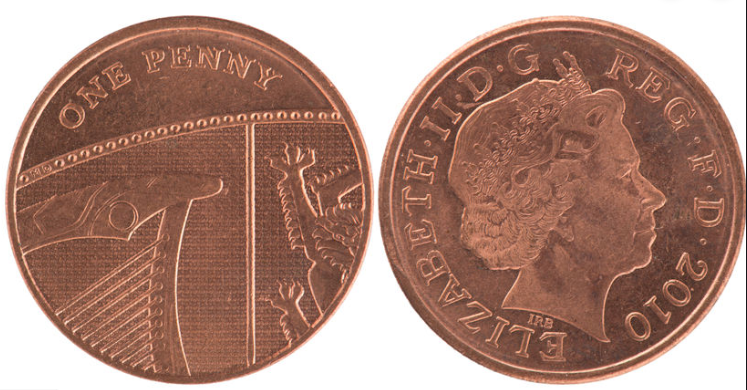 ONE PENNY
ELIZABETH·II·D·G REG·F·D·2010
IRB